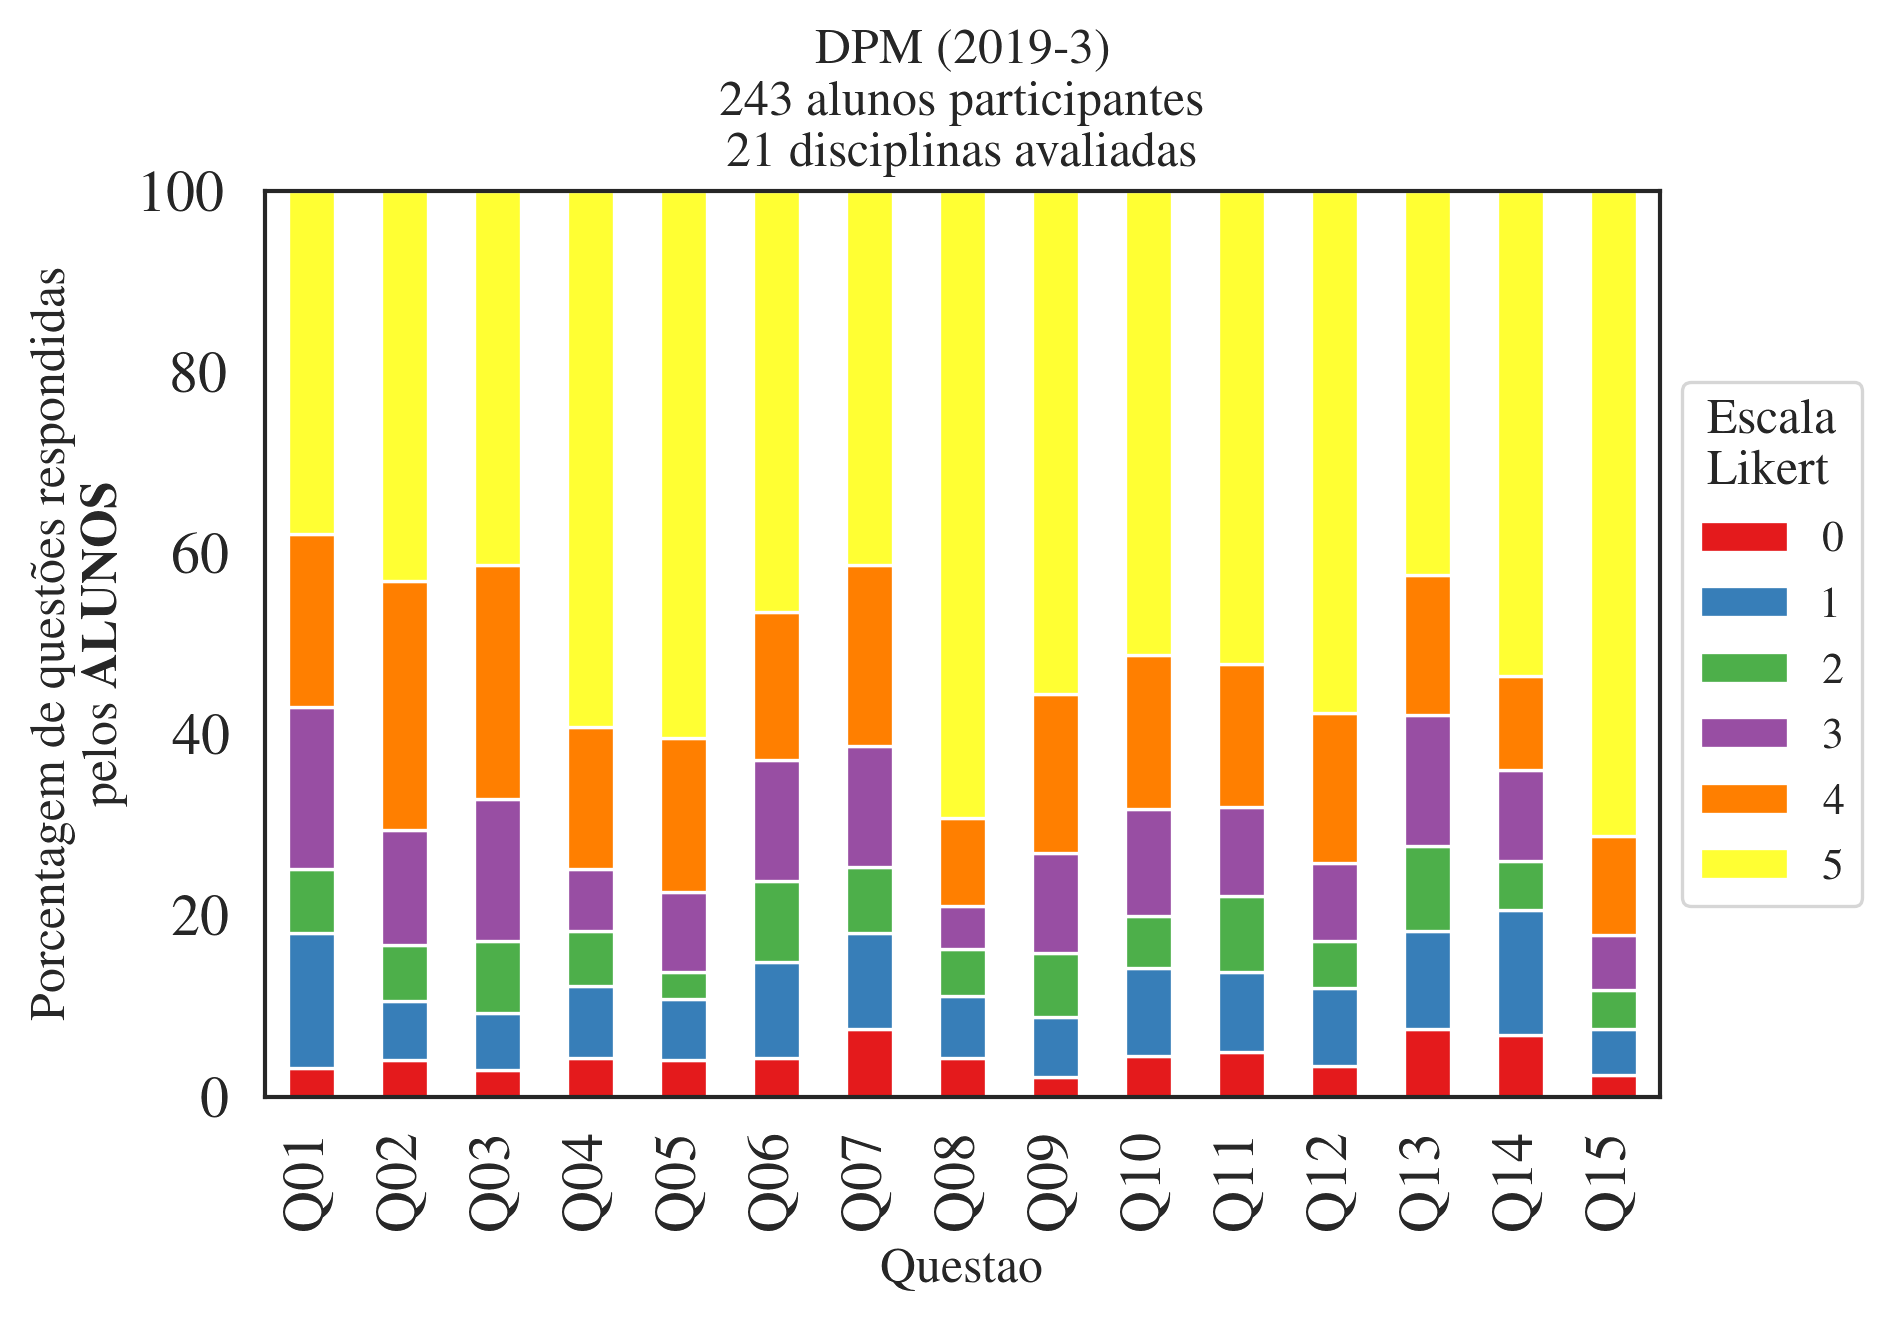 DPM (2019-3)
243 alunos participantes
21 disciplinas avaliadas
100
80
60
40
20
0
Porcentagem de questões respondidas
pelos ALUNOS
Q01
Q02
Q03
Q04
Q05
Q06
Q07
Q08
Q09
Q10
Q11
Q12
Q13
Q14
Q15
Questao
Escala
Likert
0
1
2
3
4
5